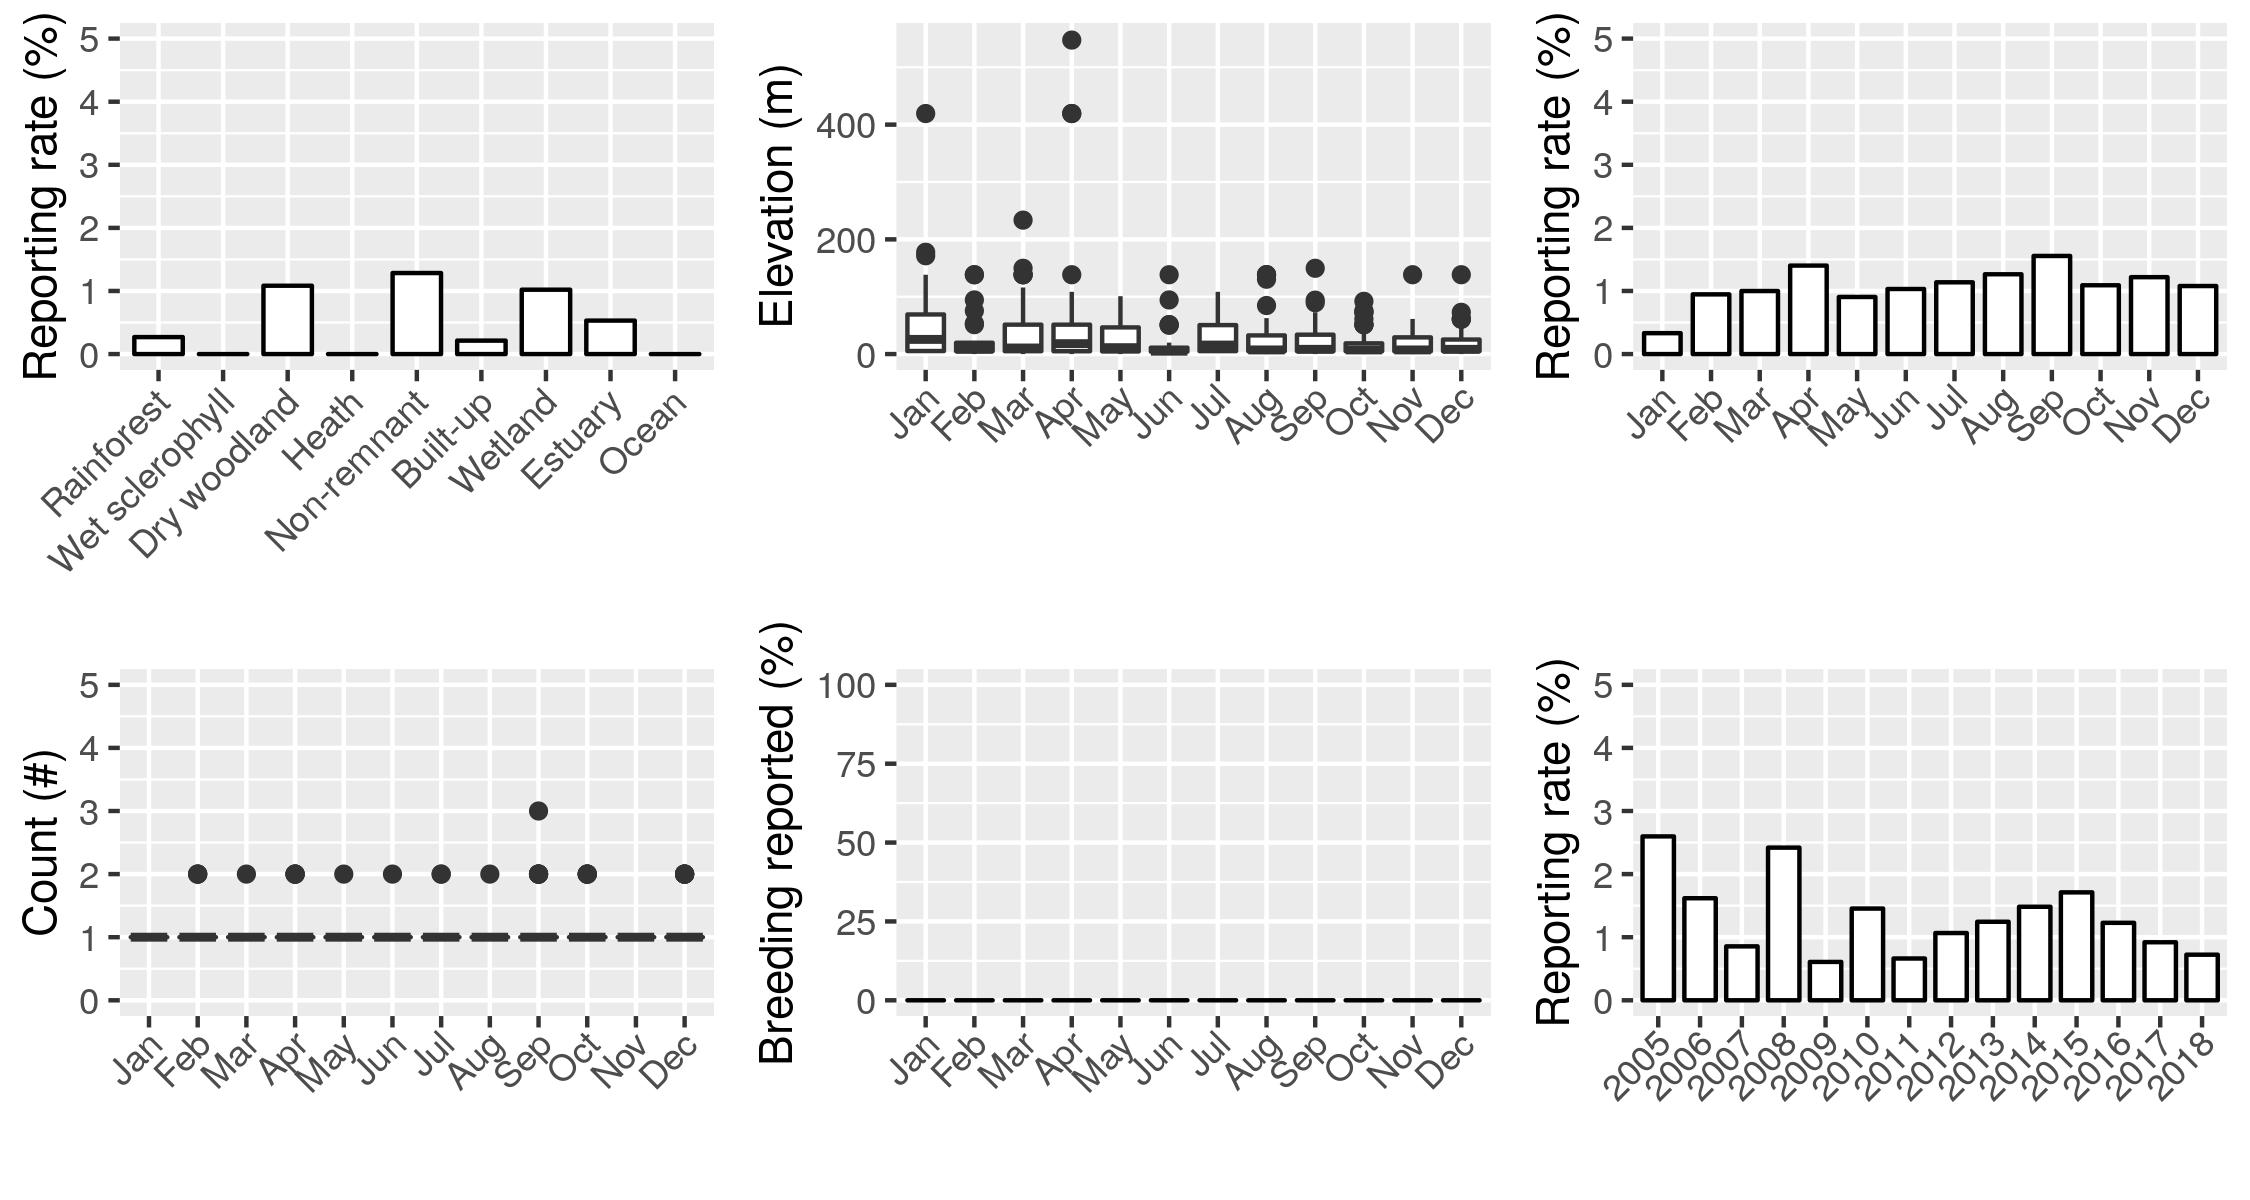 Reporting rate (%)
5
4
3
2
1
0
Rainforest
Wet sclerophyll
Dry woodland
Heath
Non-remnant
Built-up
Wetland
Estuary
Ocean
Elevation (m)
400
200
0
Jan
Feb
Mar
Apr
May
Jun
Jul
Aug
Sep
Oct
Nov
Dec
Reporting rate (%)
5
4
3
2
1
0
Jan
Feb
Mar
Apr
May
Jun
Jul
Aug
Sep
Oct
Nov
Dec
Count (#)
5
4
3
2
1
0
Jan
Feb
Mar
Apr
May
Jun
Jul
Aug
Sep
Oct
Nov
Dec
Breeding reported (%)
100
75
50
25
0
Jan
Feb
Mar
Apr
May
Jun
Jul
Aug
Sep
Oct
Nov
Dec
Reporting rate (%)
5
4
3
2
1
0
2005
2006
2007
2008
2009
2010
2011
2012
2013
2014
2015
2016
2017
2018